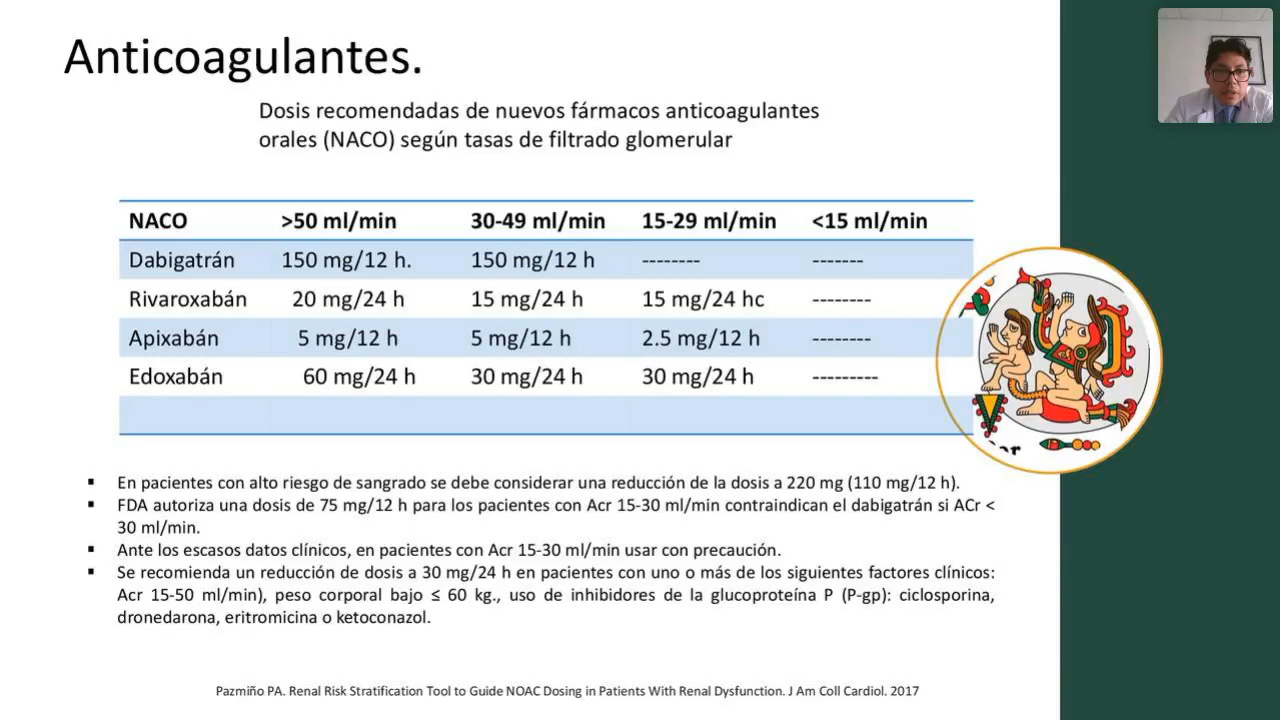 Anticoagulantes.
Dosis recomendadas de nuevos fármacos anticoagulantes
orales (NACO) según tasas de filtrado glomerular
NACO >50 ml/min 30-49 ml/min 15-29 ml/min <15 ml/min
Dabigatrán 150 mg/12 h. 150 mg/12 h -------- -------
Rivaroxabán 20 mg/24 h 15 mg/24 h 15 mg/24 hc --------
Apixabán 5 mg/12 h 5 mg/12 h 2.5 mg/12 h --------
Edoxabán 60 mg/24 h 30 mg/24 h 30 mg/24 h ---------
▪ En pacientes con alto riesgo de sangrado se debe considerar una reducción de la dosis a 220 mg (110 mg/12 h).
▪ FDA autoriza una dosis de 75 mg/12 h para los pacientes con Acr 15-30 ml/min contraindican el dabigatrán si ACr <
30 ml/min.
▪ Ante los escasos datos clínicos, en pacientes con Acr 15-30 ml/min usar con precaución.
▪ Se recomienda un reducción de dosis a 30 mg/24 h en pacientes con uno o más de los siguientes factores clínicos:
Acr 15-50 ml/min), peso corporal bajo ≤ 60 kg., uso de inhibidores de la glucoproteína P (P-gp): ciclosporina,
dronedarona, eritromicina o ketoconazol.
Pazmiño PA. Renal Risk Stratification Tool to Guide NOAC Dosing in Patients With Renal Dysfunction. J Am Coll Cardiol. 2017